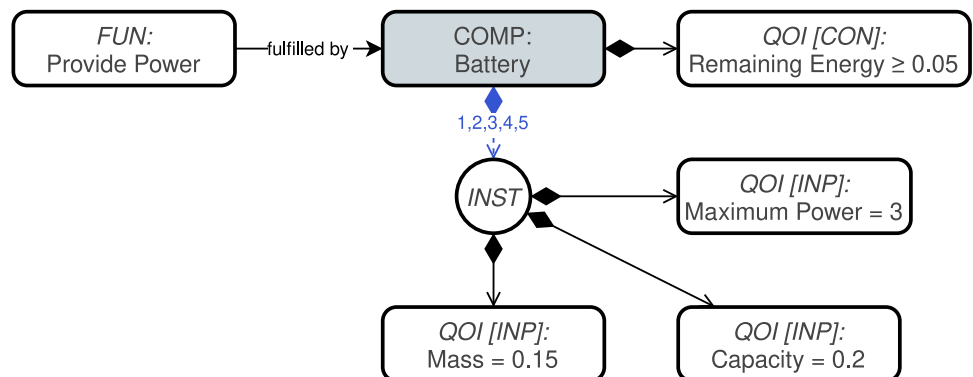 FUN:
Provide Power
fulfilled by
COMP:
Battery
QOI [CON]:
Remaining Energy ≥ 0.05
1,2,3,4,5
INST
QOI [INP]:
Maximum Power = 3
QOI [INP]:
Mass = 0.15
QOI [INP]:
Capacity = 0.2